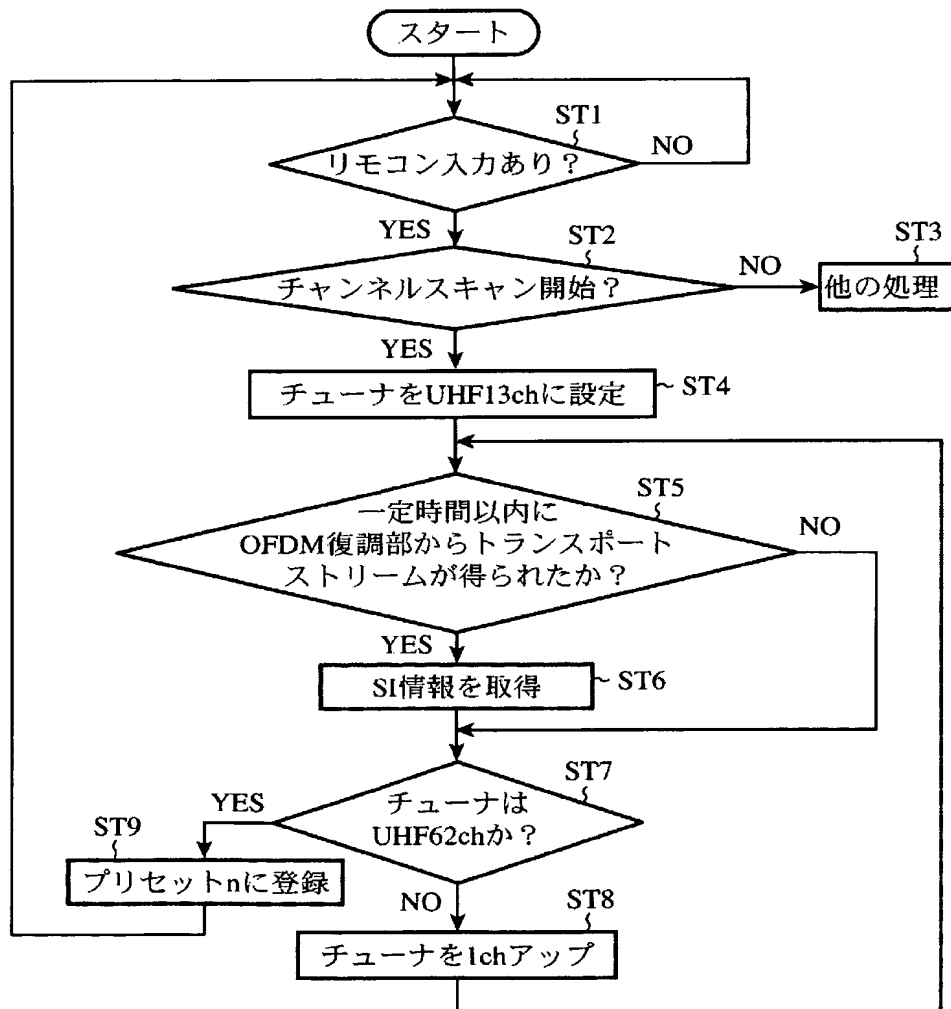 スタート
ST1
リモコン入力あり?
NO
YES
ST2
チャンネルスキャン開始?
NO
ST3
他の処理
YES
チューナをUHF13chに設定
ST4
ST5
一定時間以内に
OFDM復調部からトランスポート
ストリームが得られたか?
NO
YES
SI情報を取得
ST6
ST7
チューナは
UHF62chか?
YES
ST9
プリセットnに登録
NO
ST8
チューナを1chアップ